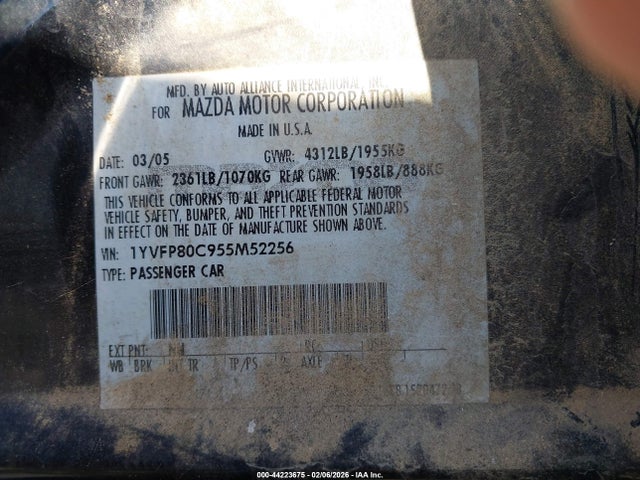 MFD. BY AUTO ALLIANCE INTERNATIONAL, INC.
FOR MAZDA MOTOR CORPORATION
MADE IN U.S.A.
DATE: 03/05 GVWR: 4312LB/1955KG
FRONT GAWR: 2361LB/1070KG REAR GAWR: 1958LB/888KG
THIS VEHICLE CONFORMS TO ALL APPLICABLE FEDERAL MOTOR
VEHICLE SAFETY, BUMPER, AND THEFT PREVENTION STANDARDS
IN EFFECT ON THE DATE OF MANUFACTURE SHOWN ABOVE.
VIN: 1YVFP80C955M52256
TYPE: PASSENGER CAR
EXT PNT:
WB BRK INT TR TP/PS R AXLE
000-44223675 - 02/06/2026 - IAA Inc.